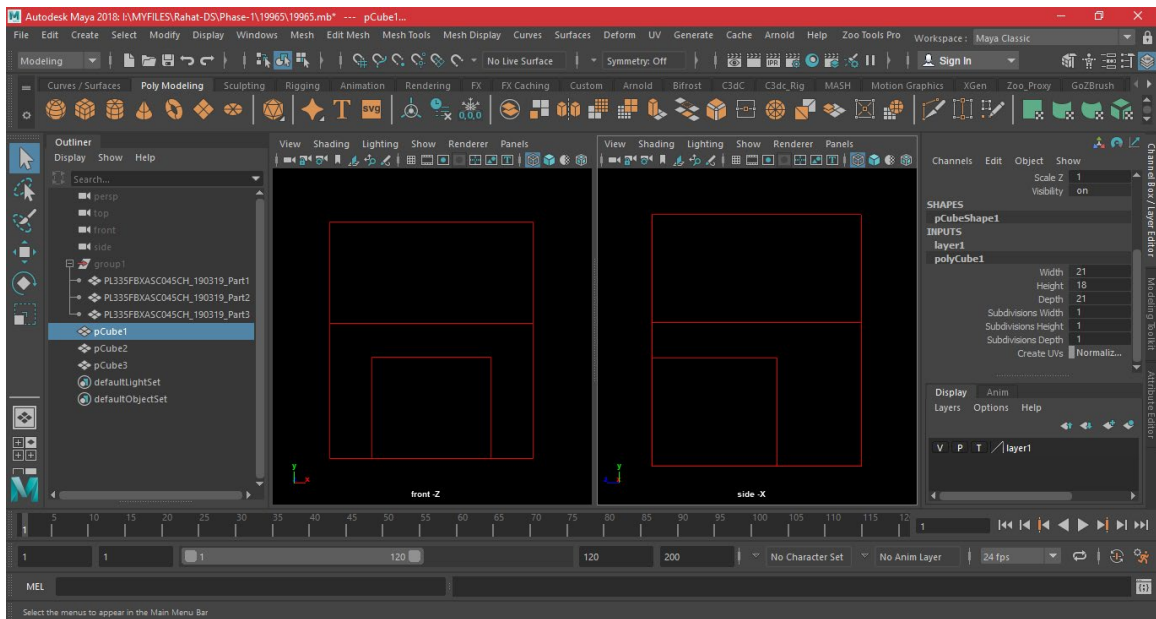 Autodesk Maya 2018: I:\MYFILES\Rahat-DS\Phase-1\19965\19965.mb* --- pCube1...
File Edit Create Select Modify Display Windows Mesh Edit Mesh Mesh Tools Mesh Display Curves Surfaces Deform UV Generate Cache Arnold Help Zoo Tools Pro Workspace: Maya Classic
Modeling No Live Surface Symmetry: Off Sign In
Curves / Surfaces Poly Modeling Sculpting Rigging Animation Rendering FX FX Caching Custom Arnold Bifrost C3dC C3dc_Rig MASH Motion Graphics XGen Zoo_Proxy GoZBrush
T svg 0,0,0
Outliner
Display Show Help
Search...
persp
top
front
side
group1
PL335FBXASC045CH_190319_Part1
PL335FBXASC045CH_190319_Part2
PL335FBXASC045CH_190319_Part3
pCube1
pCube2
pCube3
defaultLightSet
defaultObjectSet
View Shading Lighting Show Renderer Panels
y
x
front -Z
View Shading Lighting Show Renderer Panels
y
side -X
Channels Edit Object Show
Scale Z 1
Visibility on
SHAPES
pCubeShape1
INPUTS
layer1
polyCube1
Width 21
Height 18
Depth 21
Subdivisions Width 1
Subdivisions Height 1
Subdivisions Depth 1
Create UVs Normaliz...
Display Anim
Layers Options Help
V P T layer1
Channel Box / Layer Editor
Modeling Toolkit
Attribute Editor
1 5 10 15 20 25 30 35 40 45 50 55 60 65 70 75 80 85 90 95 100 105 110 115 12 1
1 1 1 120 120 200 No Character Set No Anim Layer 24 fps
MEL
Select the menus to appear in the Main Menu Bar